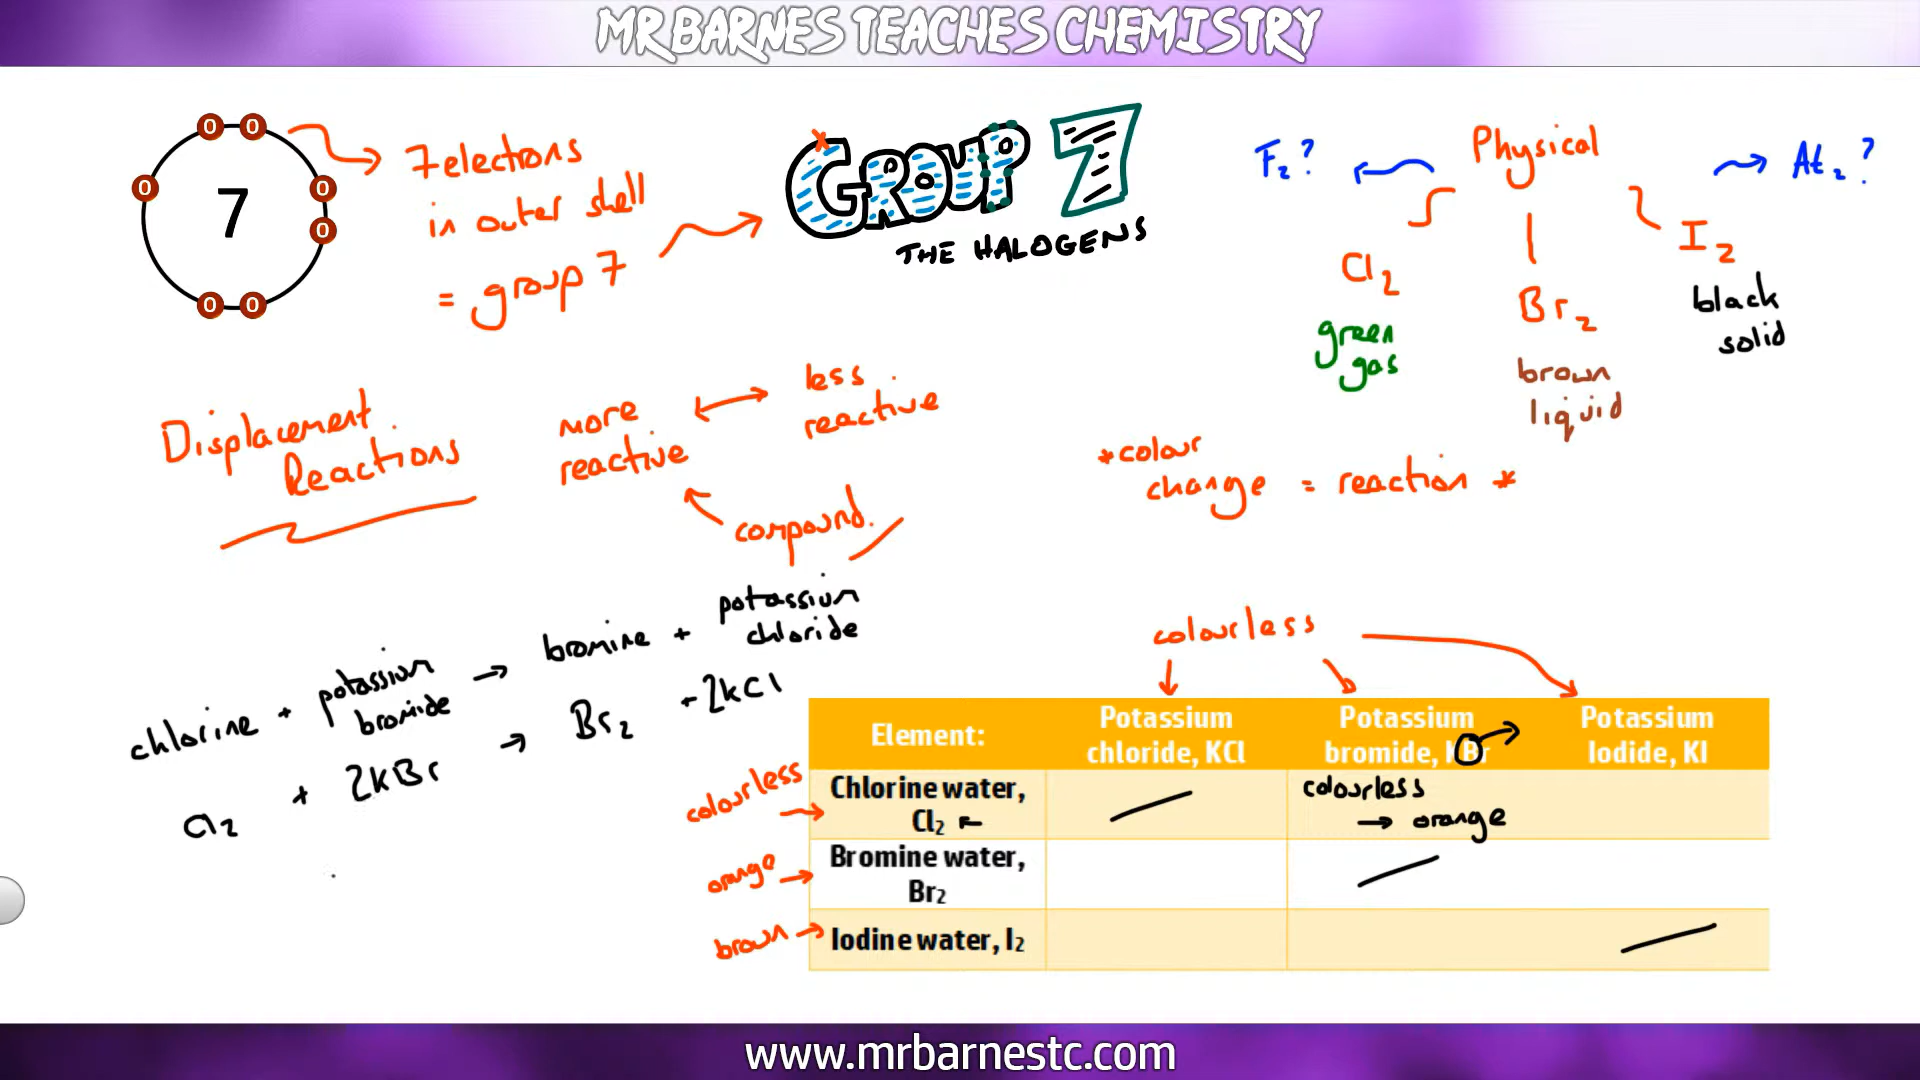 MR BARNES TEACHES CHEMISTRY
7
7 electrons
in outer shell
= group 7
GROUP 7
THE HALOGENS
F₂?
Physical
At₂?
Cl₂
green
gas
Br₂
brown
liquid
I₂
black
solid
Displacement
Reactions
more
reactive
less
reactive
compound.
*colour
change = reaction *
chlorine + potassium bromide → bromine + potassium chloride
Cl₂ + 2KBr → Br₂ + 2KCl
colourless
Element:
Potassium
chloride, KCl
Potassium
bromide, KBr
Potassium
Iodide, KI
colourless →
Chlorine water,
Cl₂
colourless
→ orange
orange →
Bromine water,
Br₂
brown →
Iodine water, I₂
www.mrbarnestc.com